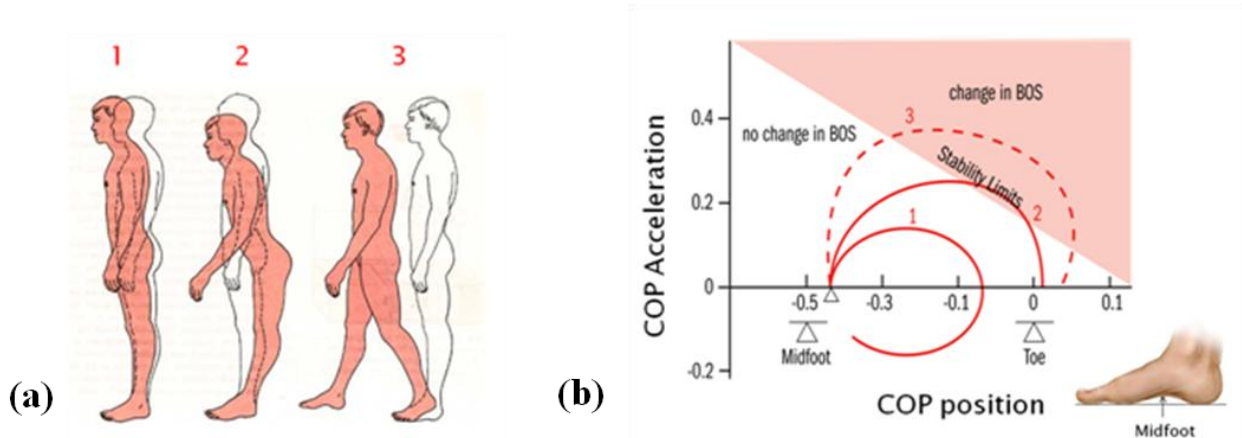 1
2
3
(a)
(b)
COP Acceleration
0.4
0.2
0
-0.2
no change in BOS
change in BOS
Stability Limits
3
1
2
-0.5
-0.3
-0.1
0
0.1
Midfoot
Toe
COP position
Midfoot